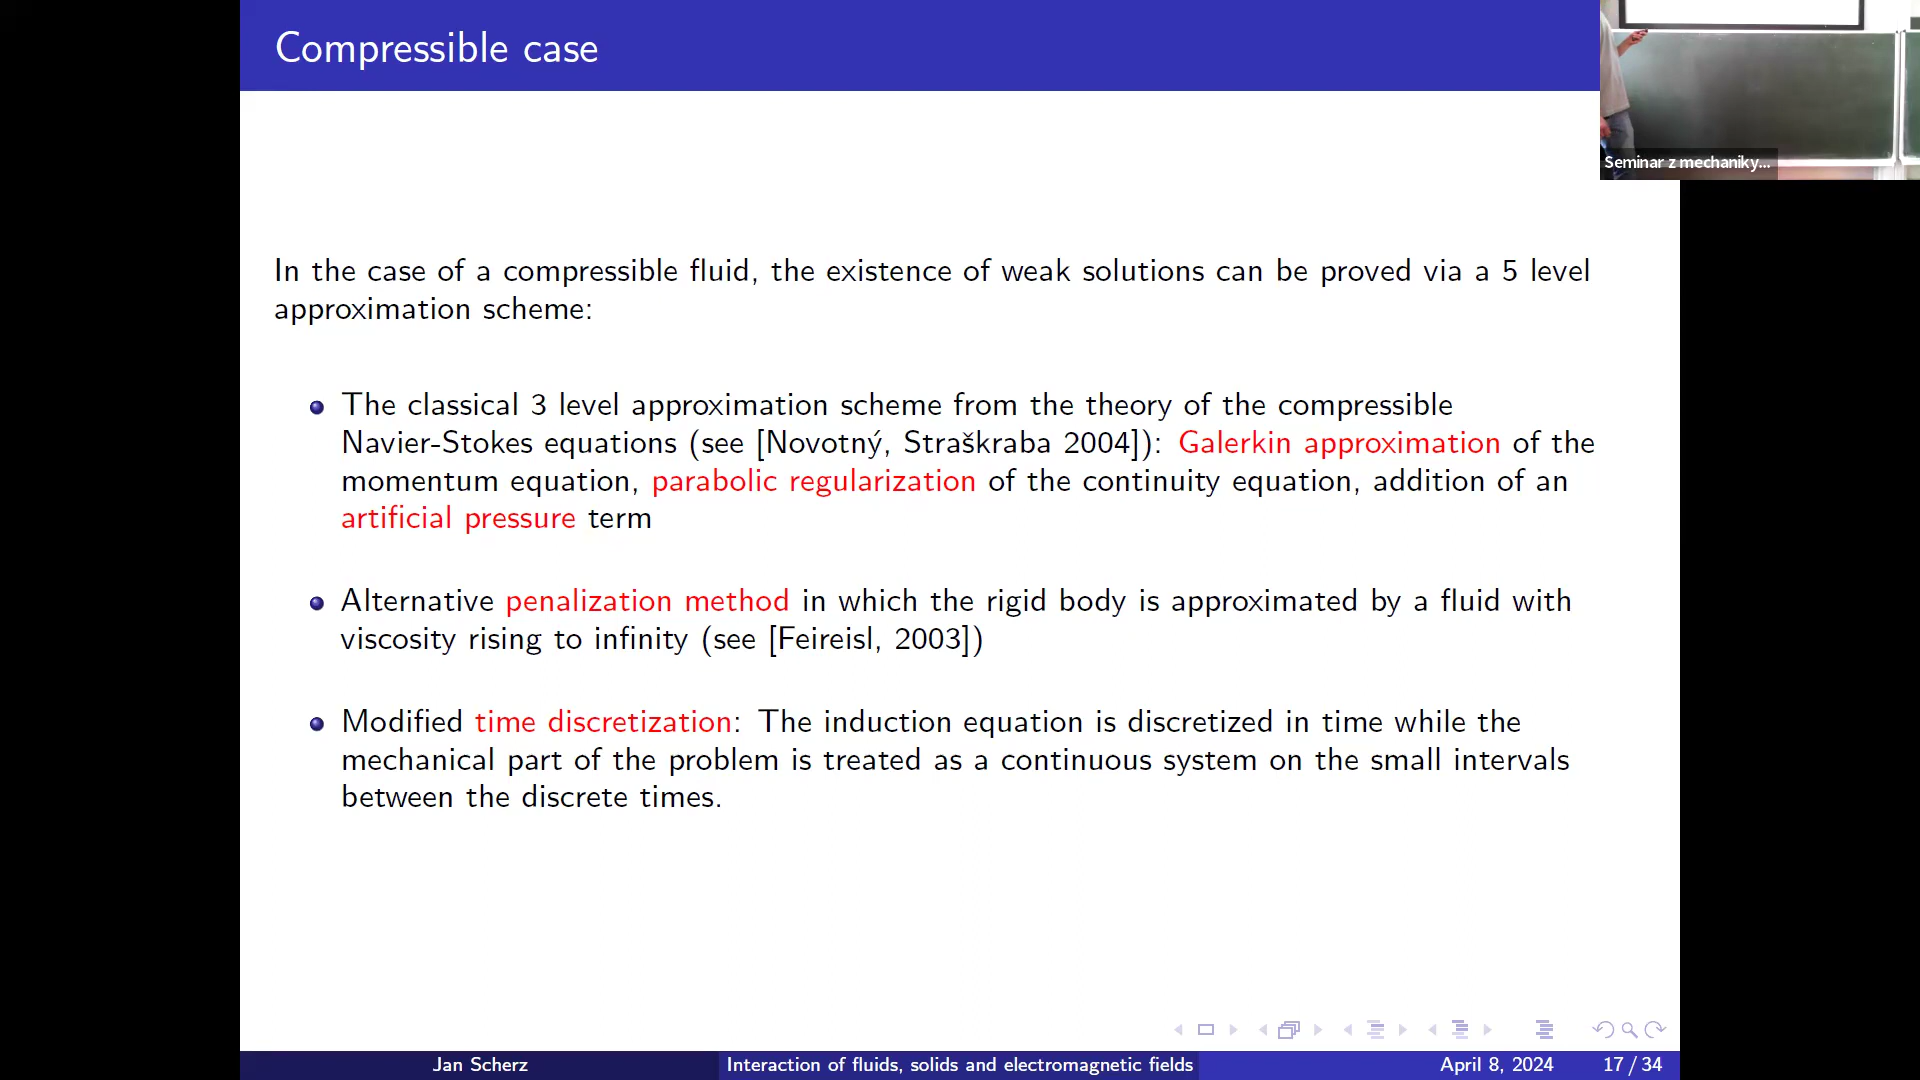 Compressible case
Seminar z mechaniky...
In the case of a compressible fluid, the existence of weak solutions can be proved via a 5 level
approximation scheme:
The classical 3 level approximation scheme from the theory of the compressible
Navier-Stokes equations (see [Novotný, Straškraba 2004]): Galerkin approximation of the
momentum equation, parabolic regularization of the continuity equation, addition of an
artificial pressure term
Alternative penalization method in which the rigid body is approximated by a fluid with
viscosity rising to infinity (see [Feireisl, 2003])
Modified time discretization: The induction equation is discretized in time while the
mechanical part of the problem is treated as a continuous system on the small intervals
between the discrete times.
Jan Scherz Interaction of fluids, solids and electromagnetic fields April 8, 2024 17 / 34